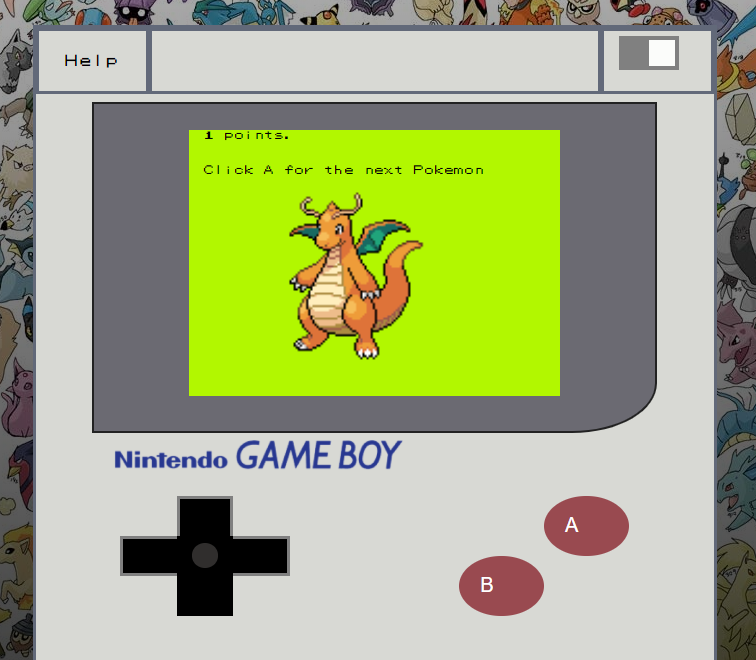 Help
1 points.
Click A for the next Pokemon
Nintendo GAME BOY
A
B